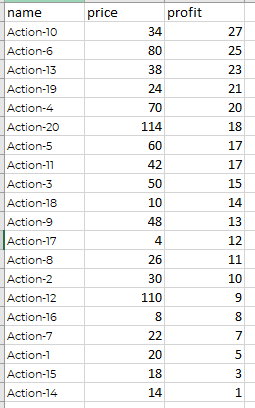 name price profit
Action-10 34 27
Action-6 80 25
Action-13 38 23
Action-19 24 21
Action-4 70 20
Action-20 114 18
Action-5 60 17
Action-11 42 17
Action-3 50 15
Action-18 10 14
Action-9 48 13
Action-17 4 12
Action-8 26 11
Action-2 30 10
Action-12 110 9
Action-16 8 8
Action-7 22 7
Action-1 20 5
Action-15 18 3
Action-14 14 1